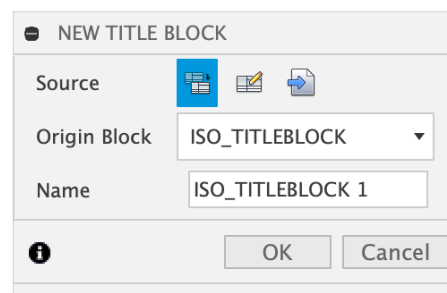 NEW TITLE BLOCK
Source
Origin Block ISO_TITLEBLOCK
Name ISO_TITLEBLOCK 1
OK Cancel